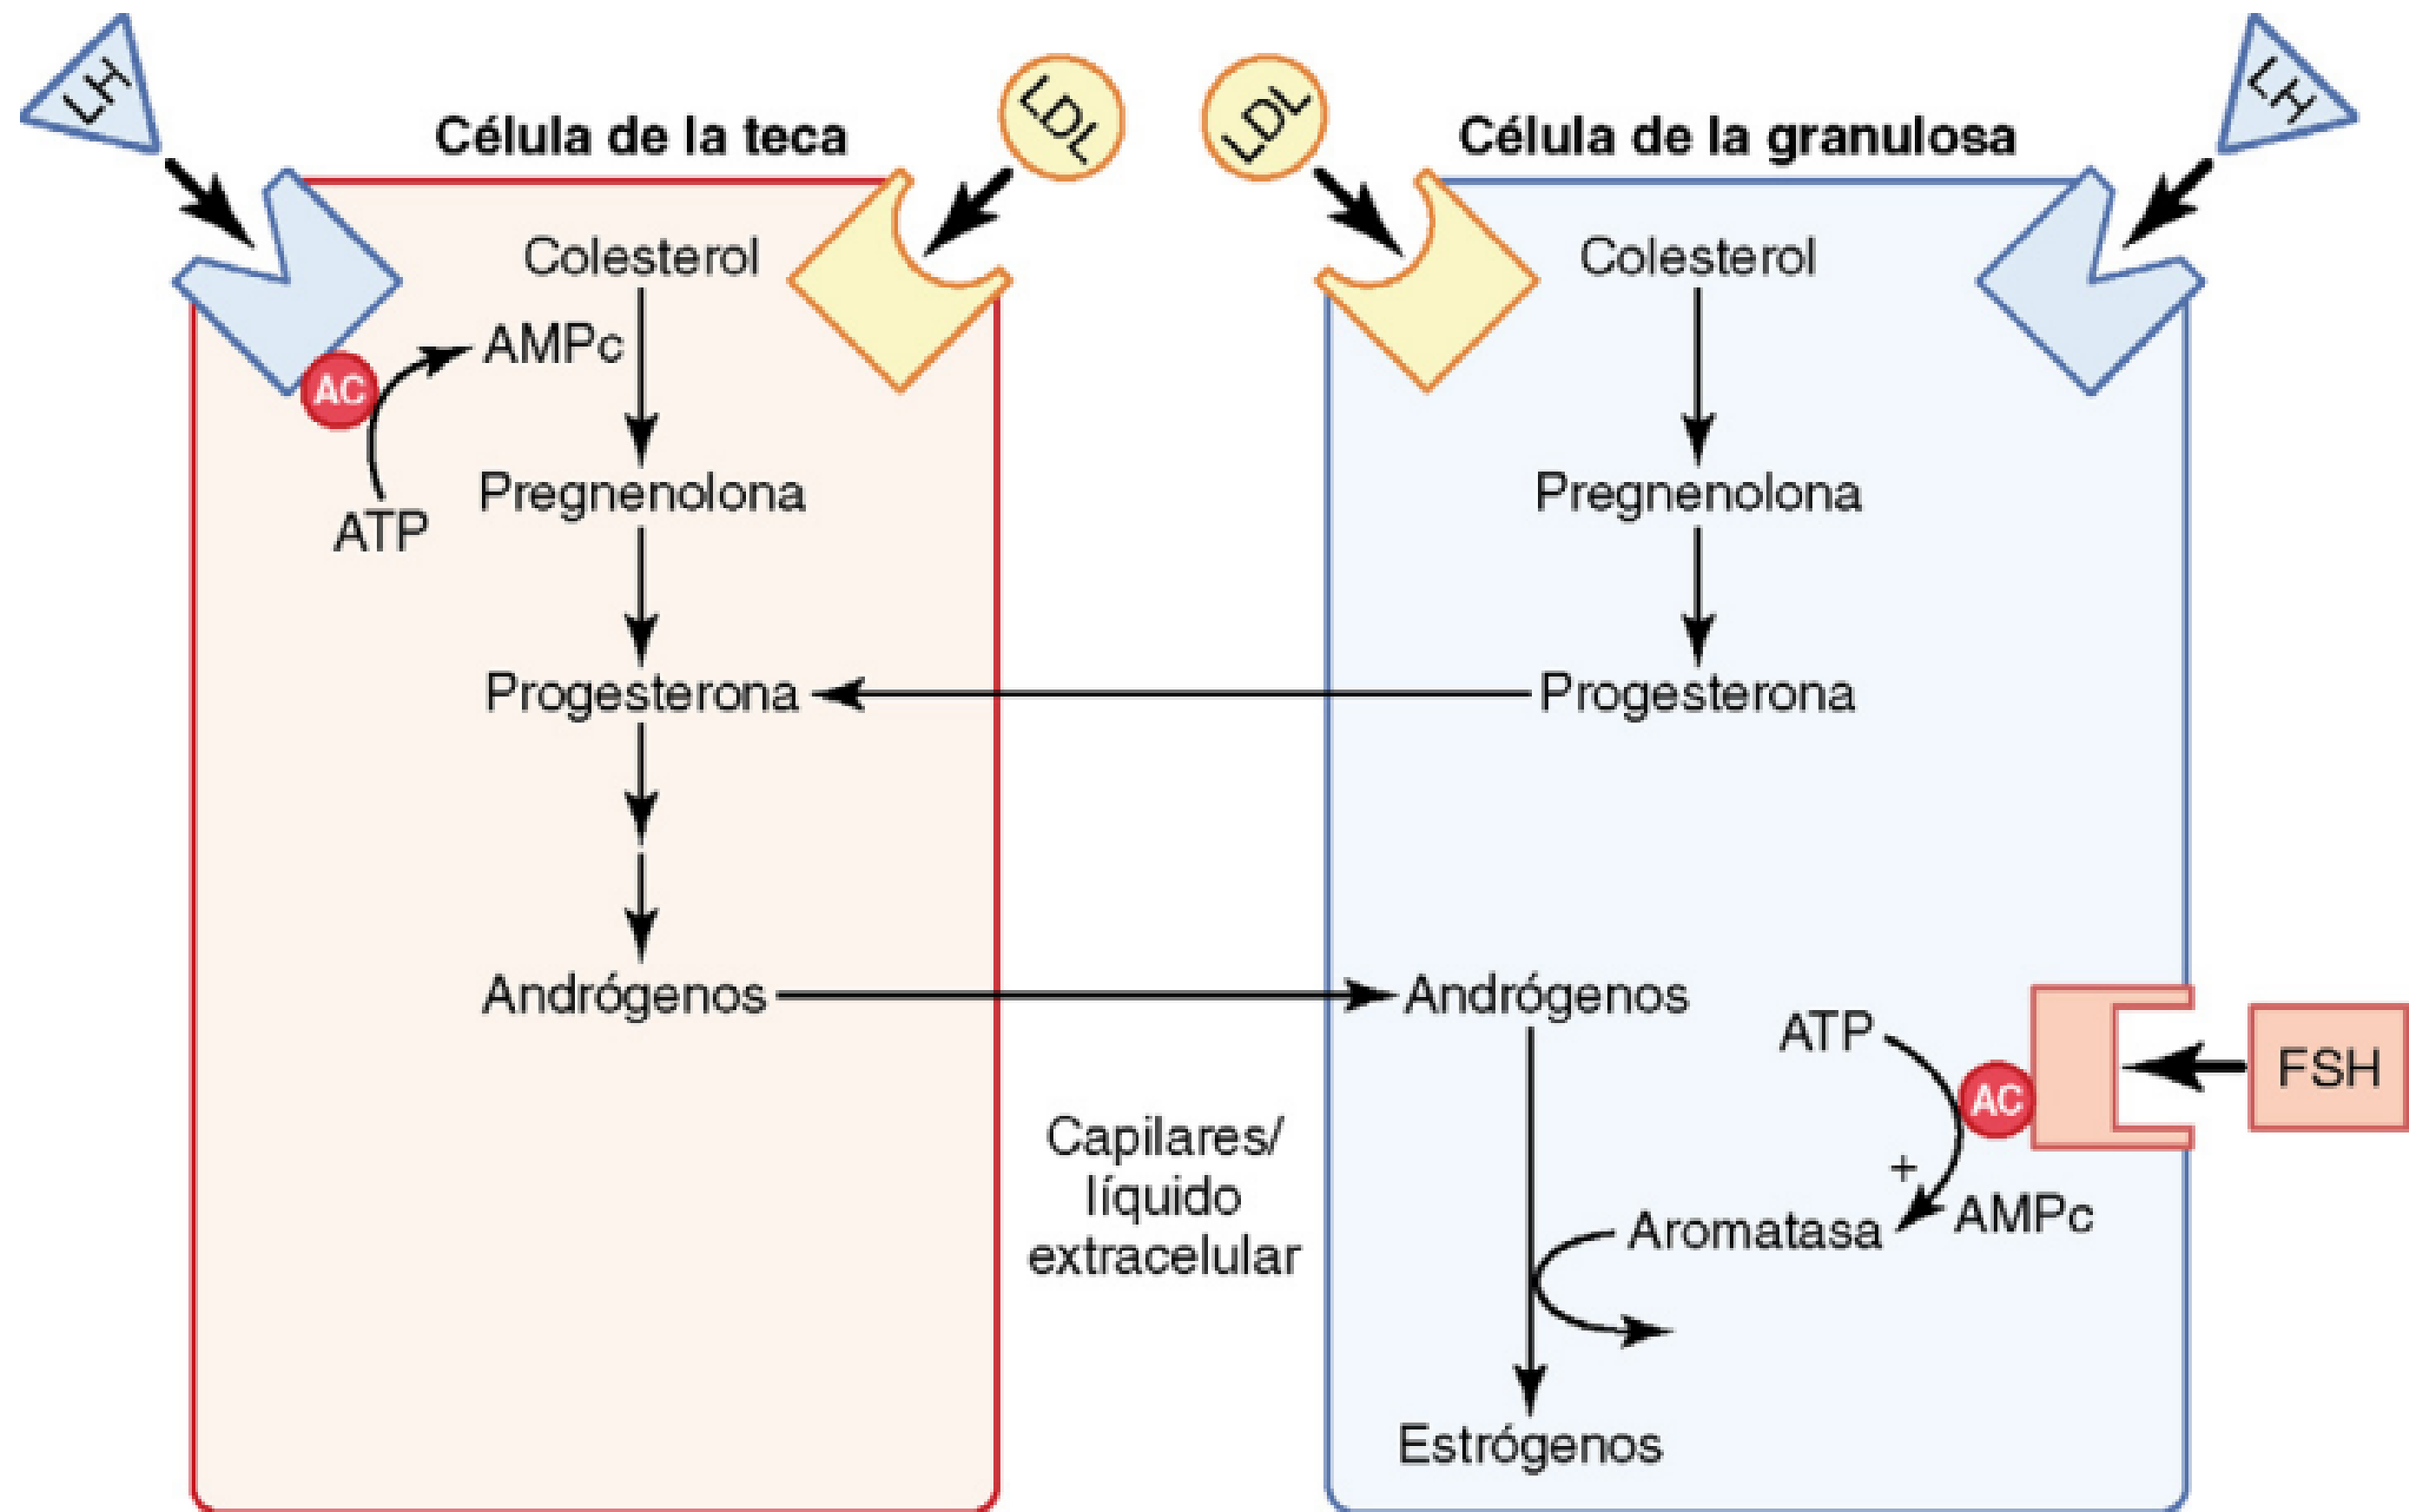 LH
LDL
LDL
LH
Célula de la teca
Célula de la granulosa
Colesterol
AMPc
AC
ATP
Pregnenolona
Progesterona
Andrógenos
Colesterol
Pregnenolona
Progesterona
Andrógenos
ATP
AC
FSH
+
AMPc
Aromatasa
Estrógenos
Capilares/
líquido
extracelular